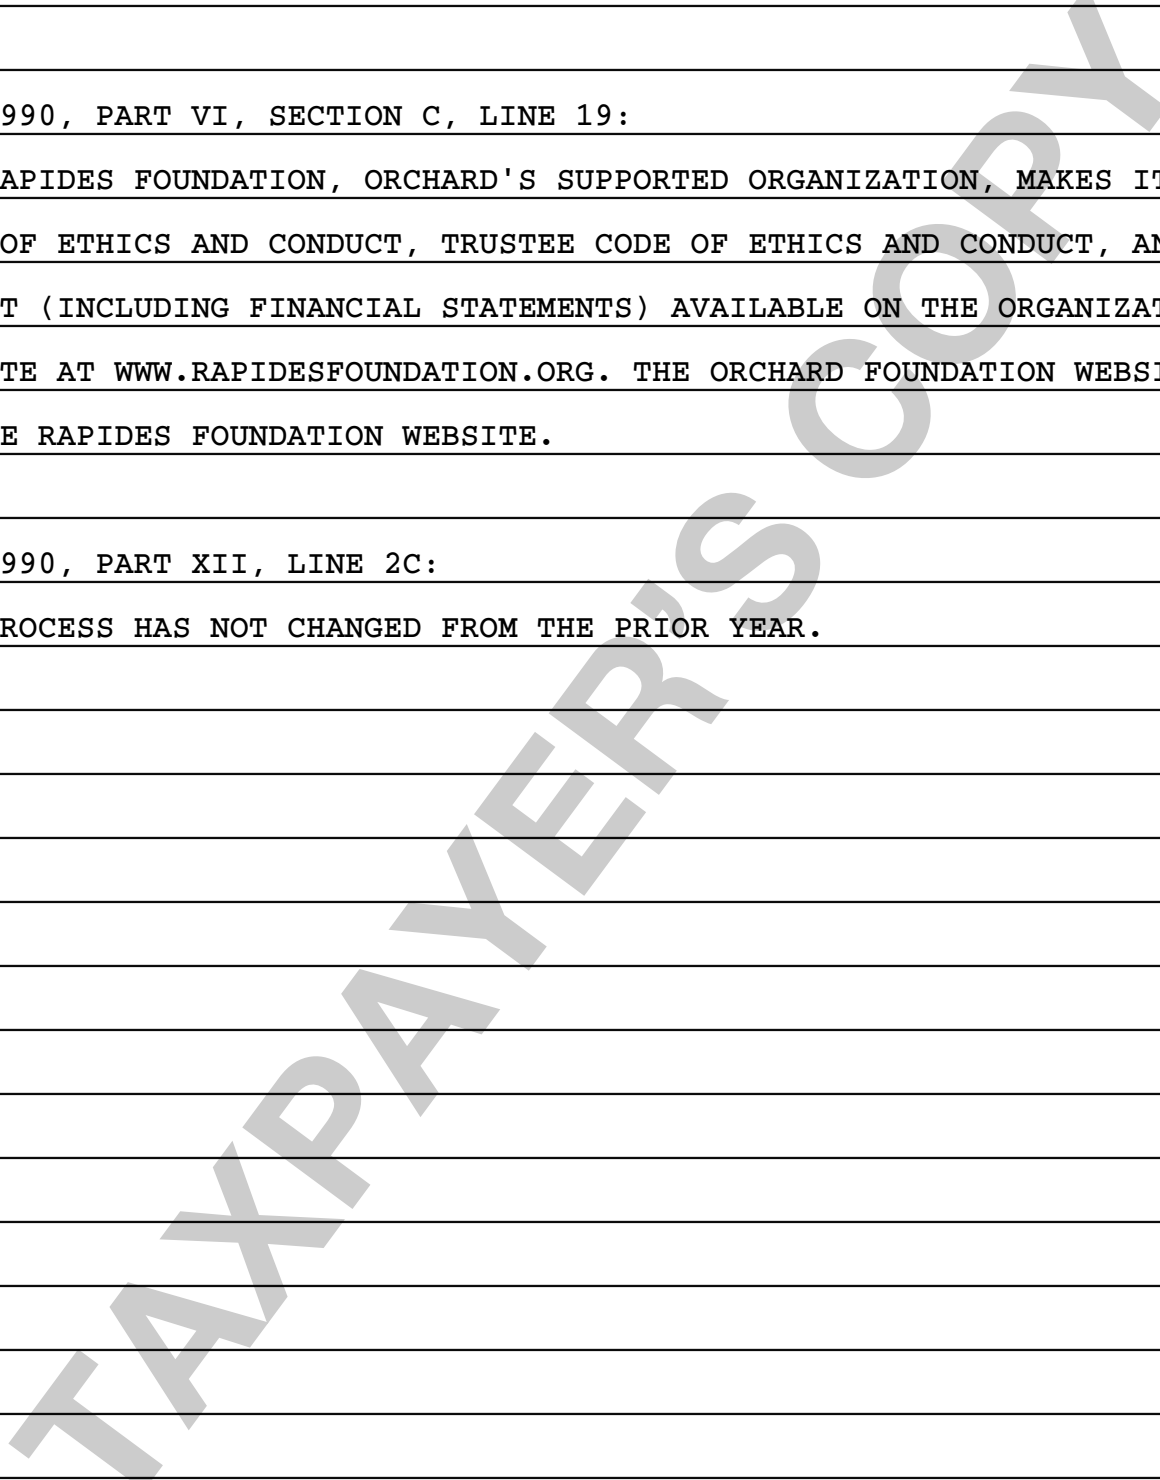 990, PART VI, SECTION C, LINE 19:
APIDES FOUNDATION, ORCHARD'S SUPPORTED ORGANIZATION, MAKES IT
OF ETHICS AND CONDUCT, TRUSTEE CODE OF ETHICS AND CONDUCT, AN
T (INCLUDING FINANCIAL STATEMENTS) AVAILABLE ON THE ORGANIZAT
TE AT WWW.RAPIDESFOUNDATION.ORG. THE ORCHARD FOUNDATION WEBSI
E RAPIDES FOUNDATION WEBSITE.
990, PART XII, LINE 2C:
ROCESS HAS NOT CHANGED FROM THE PRIOR YEAR.
TAXPAYER'S COPY